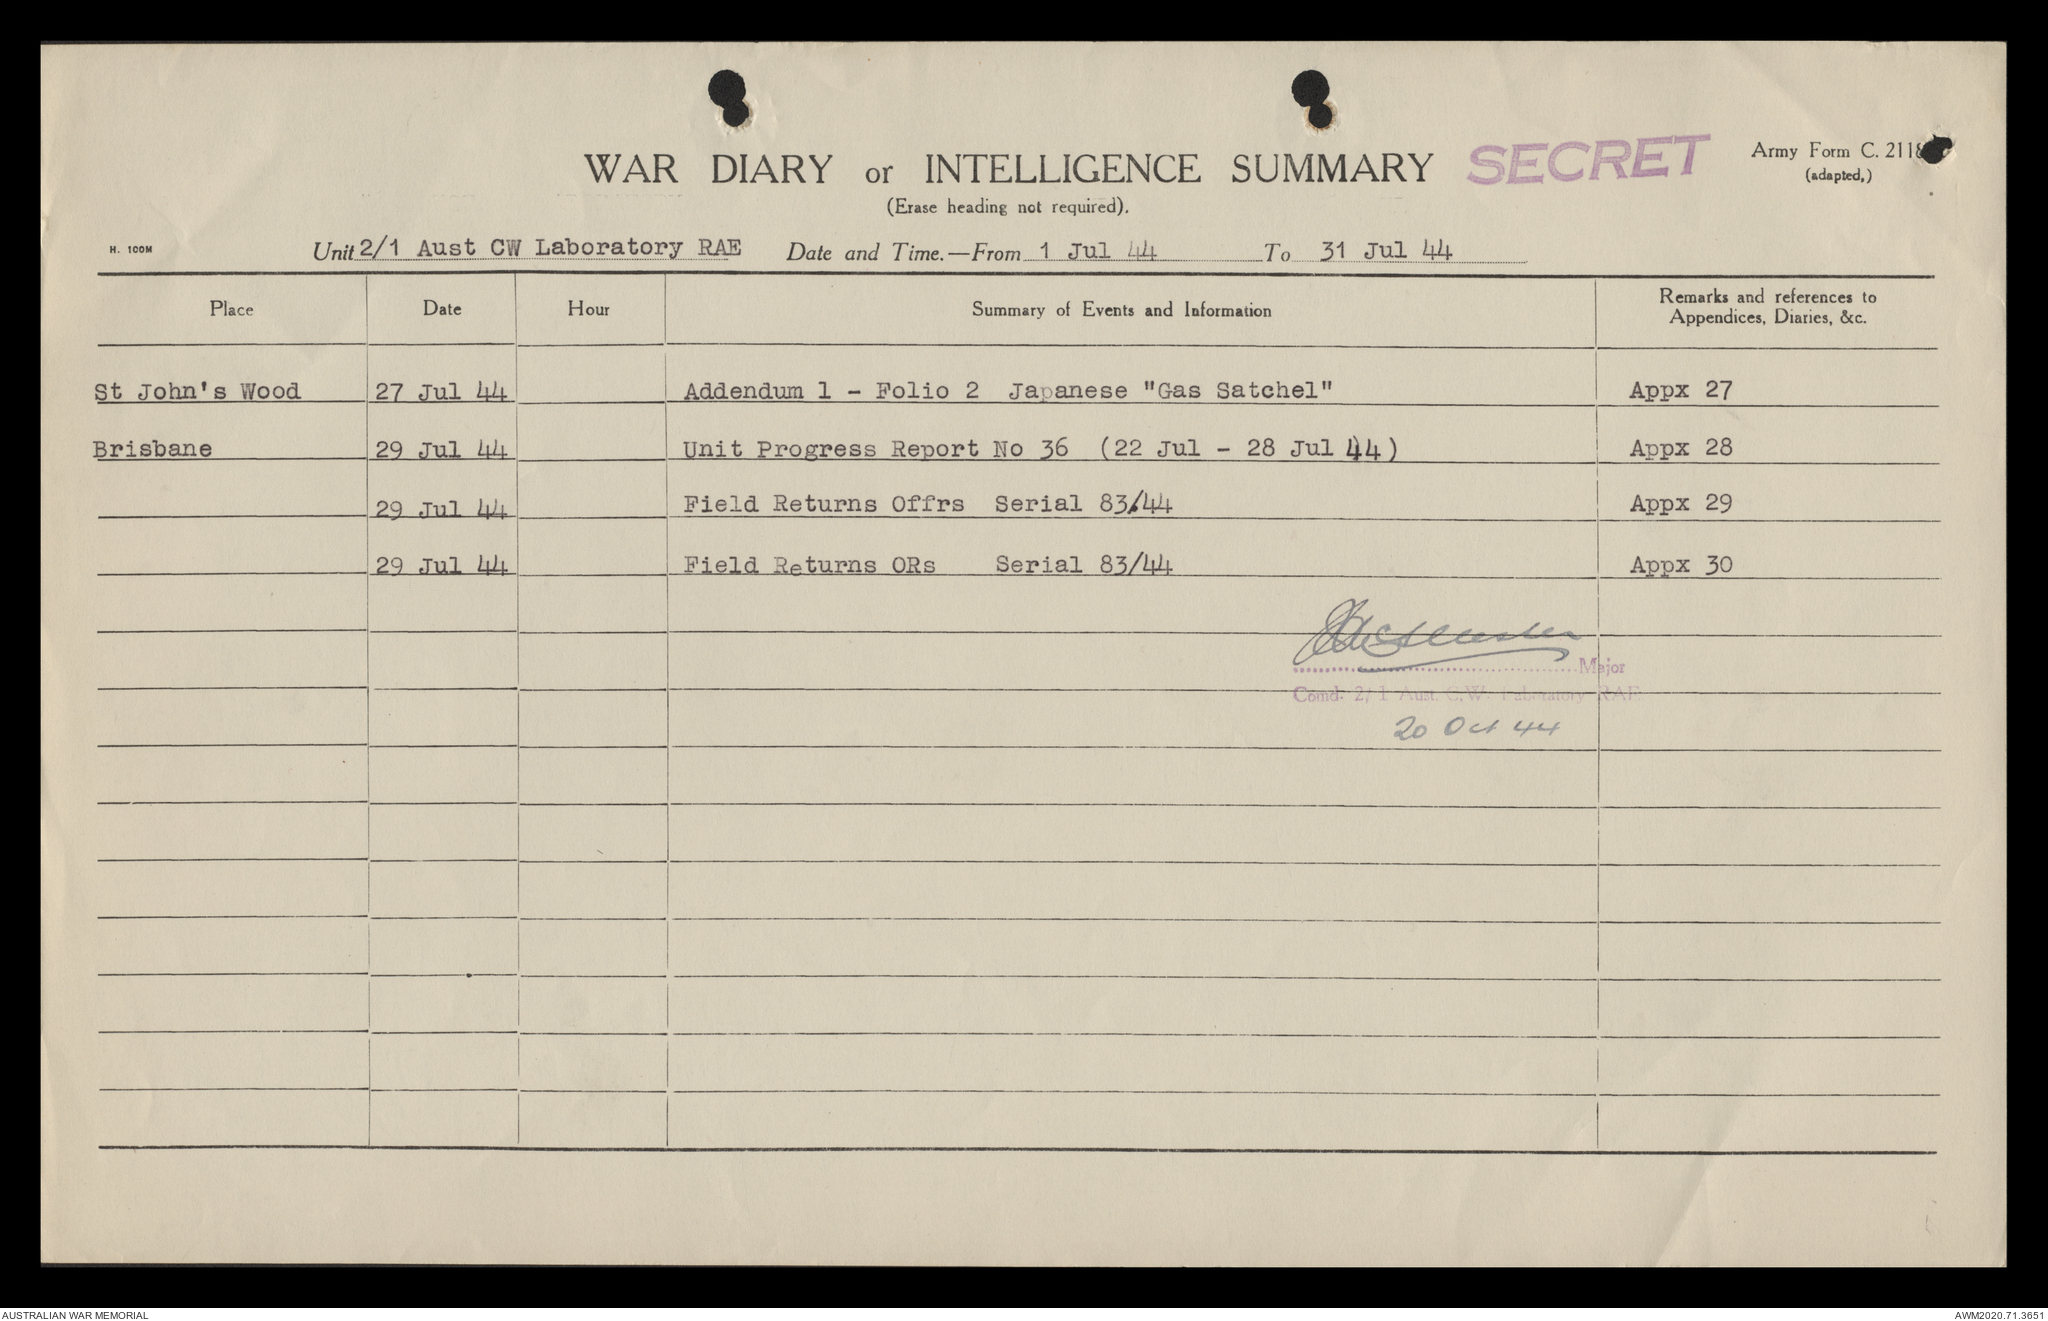 WAR DIARY or INTELLIGENCE SUMMARY SECRET Army Form C. 2118
(Erase heading not required). (adapted.)
H. 100M Unit 2/1 Aust CW Laboratory RAE Date and Time.—From 1 Jul 44 To 31 Jul 44
Place Date Hour Summary of Events and Information Remarks and references to Appendices, Diaries, &c.
St John's Wood 27 Jul 44 Addendum 1 - Folio 2 Japanese "Gas Satchel" Appx 27
Brisbane 29 Jul 44 Unit Progress Report No 36 (22 Jul - 28 Jul 44) Appx 28
29 Jul 44 Field Returns Offrs Serial 83/44 Appx 29
29 Jul 44 Field Returns ORs Serial 83/44 Appx 30
Major
Comd. 2/1 Aust. C.W. Laboratory RAE
20 Oct 44
AUSTRALIAN WAR MEMORIAL AWM2020.71.3651